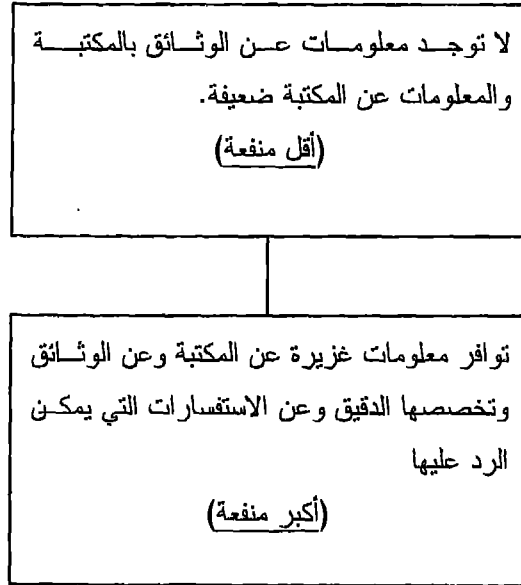 لا توجد معلومات عن الوثائق بالمكتبة
والمعلومات عن المكتبة ضعيفة.
(أقل منفعة)
توافر معلومات غزيرة عن المكتبة وعن الوثائق
وتخصصها الدقيق وعن الاستفسارات التي يمكن
الرد عليها
(أكبر منفعة)